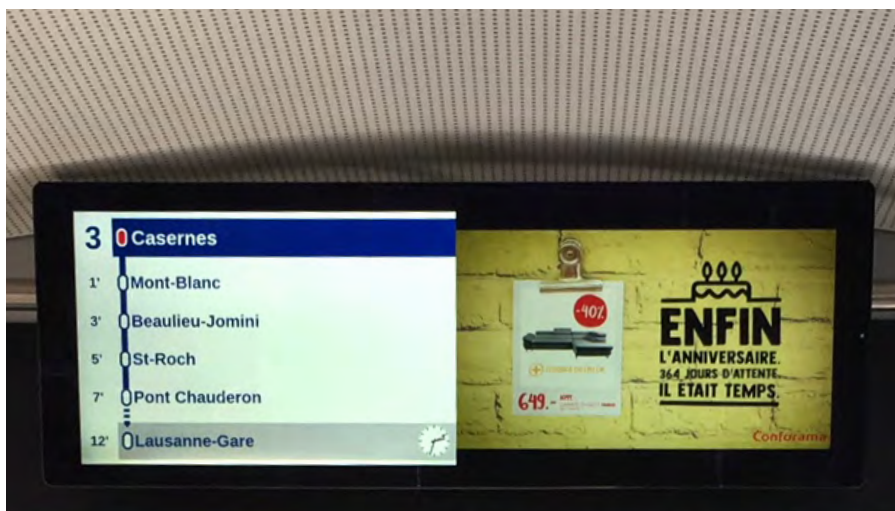 3 Casernes
1' Mont-Blanc
3' Beaulieu-Jomini
5' St-Roch
7' Pont Chauderon
12' Lausanne-Gare
-40%
649.-
ENFIN
L'ANNIVERSAIRE.
364 JOURS D'ATTENTE.
IL ÉTAIT TEMPS.
Conforama